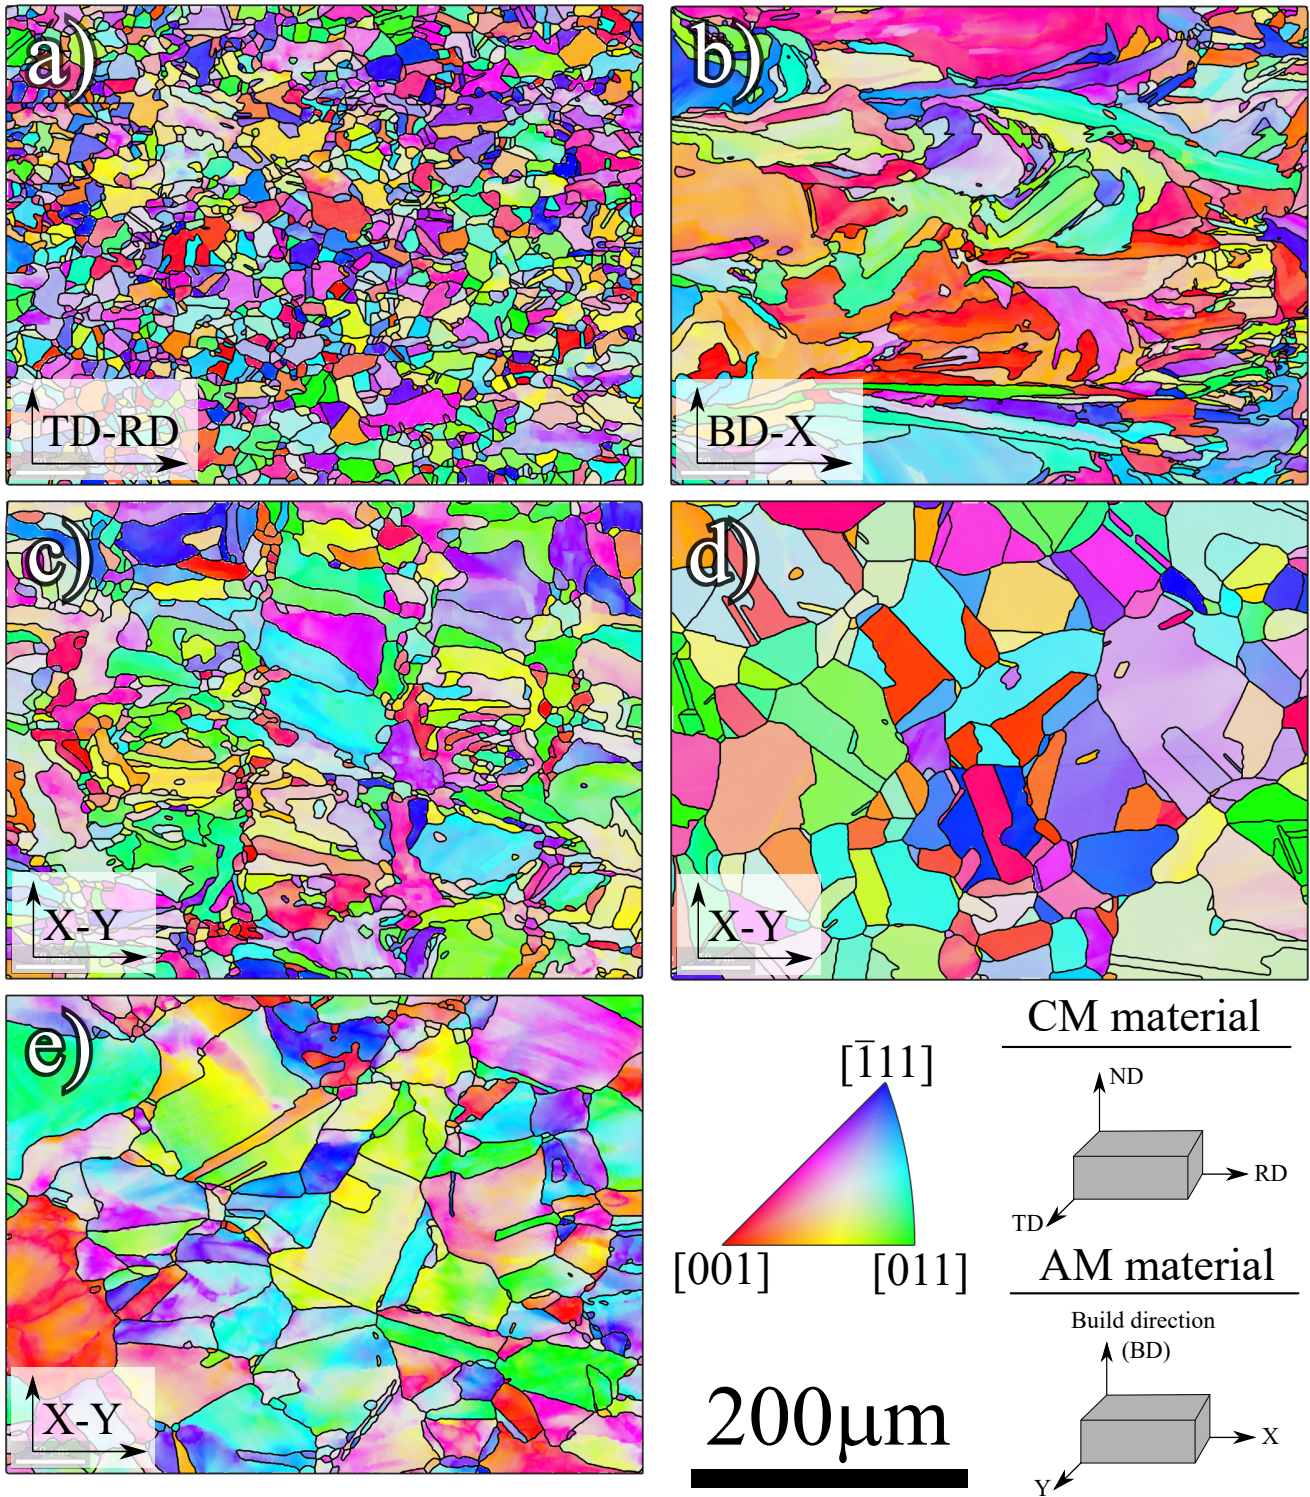 a)
TD-RD
b)
BD-X
c)
X-Y
d)
X-Y
e)
X-Y
[1̅11]
[001]
[011]
200μm
CM material
ND
RD
TD
AM material
Build direction
(BD)
X
Y